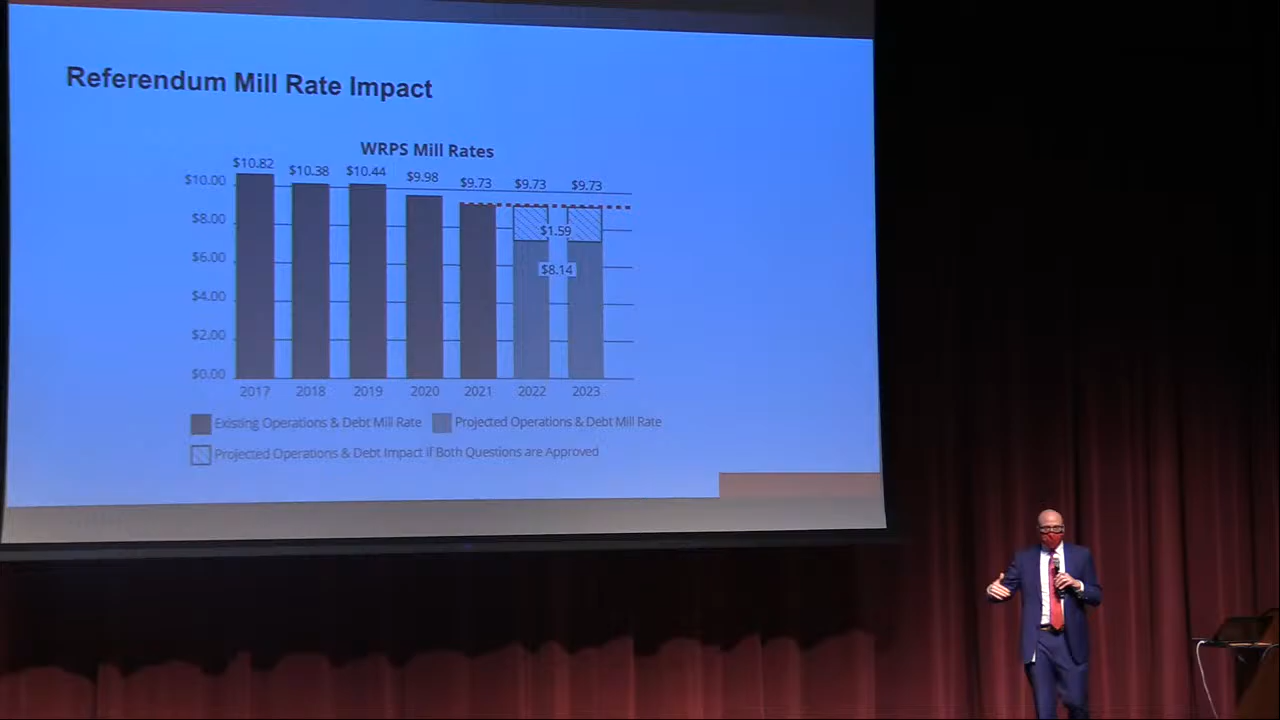 Referendum Mill Rate Impact
WRPS Mill Rates
$10.82 $10.38 $10.44 $9.98 $9.73 $9.73 $9.73
$10.00
$8.00
$1.59
$6.00
$8.14
$4.00
$2.00
$0.00
2017 2018 2019 2020 2021 2022 2023
Existing Operations & Debt Mill Rate Projected Operations & Debt Mill Rate
Projected Operations & Debt Impact if Both Questions are Approved